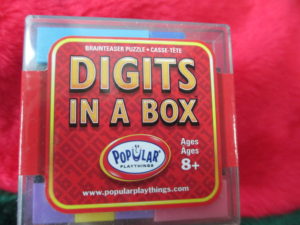 BRAINTEASER PUZZLE • CASSE-TÊTE
DIGITS
IN A BOX
POPULAR
PLAYTHINGS
Ages
Ages
8+
www.popularplaythings.com